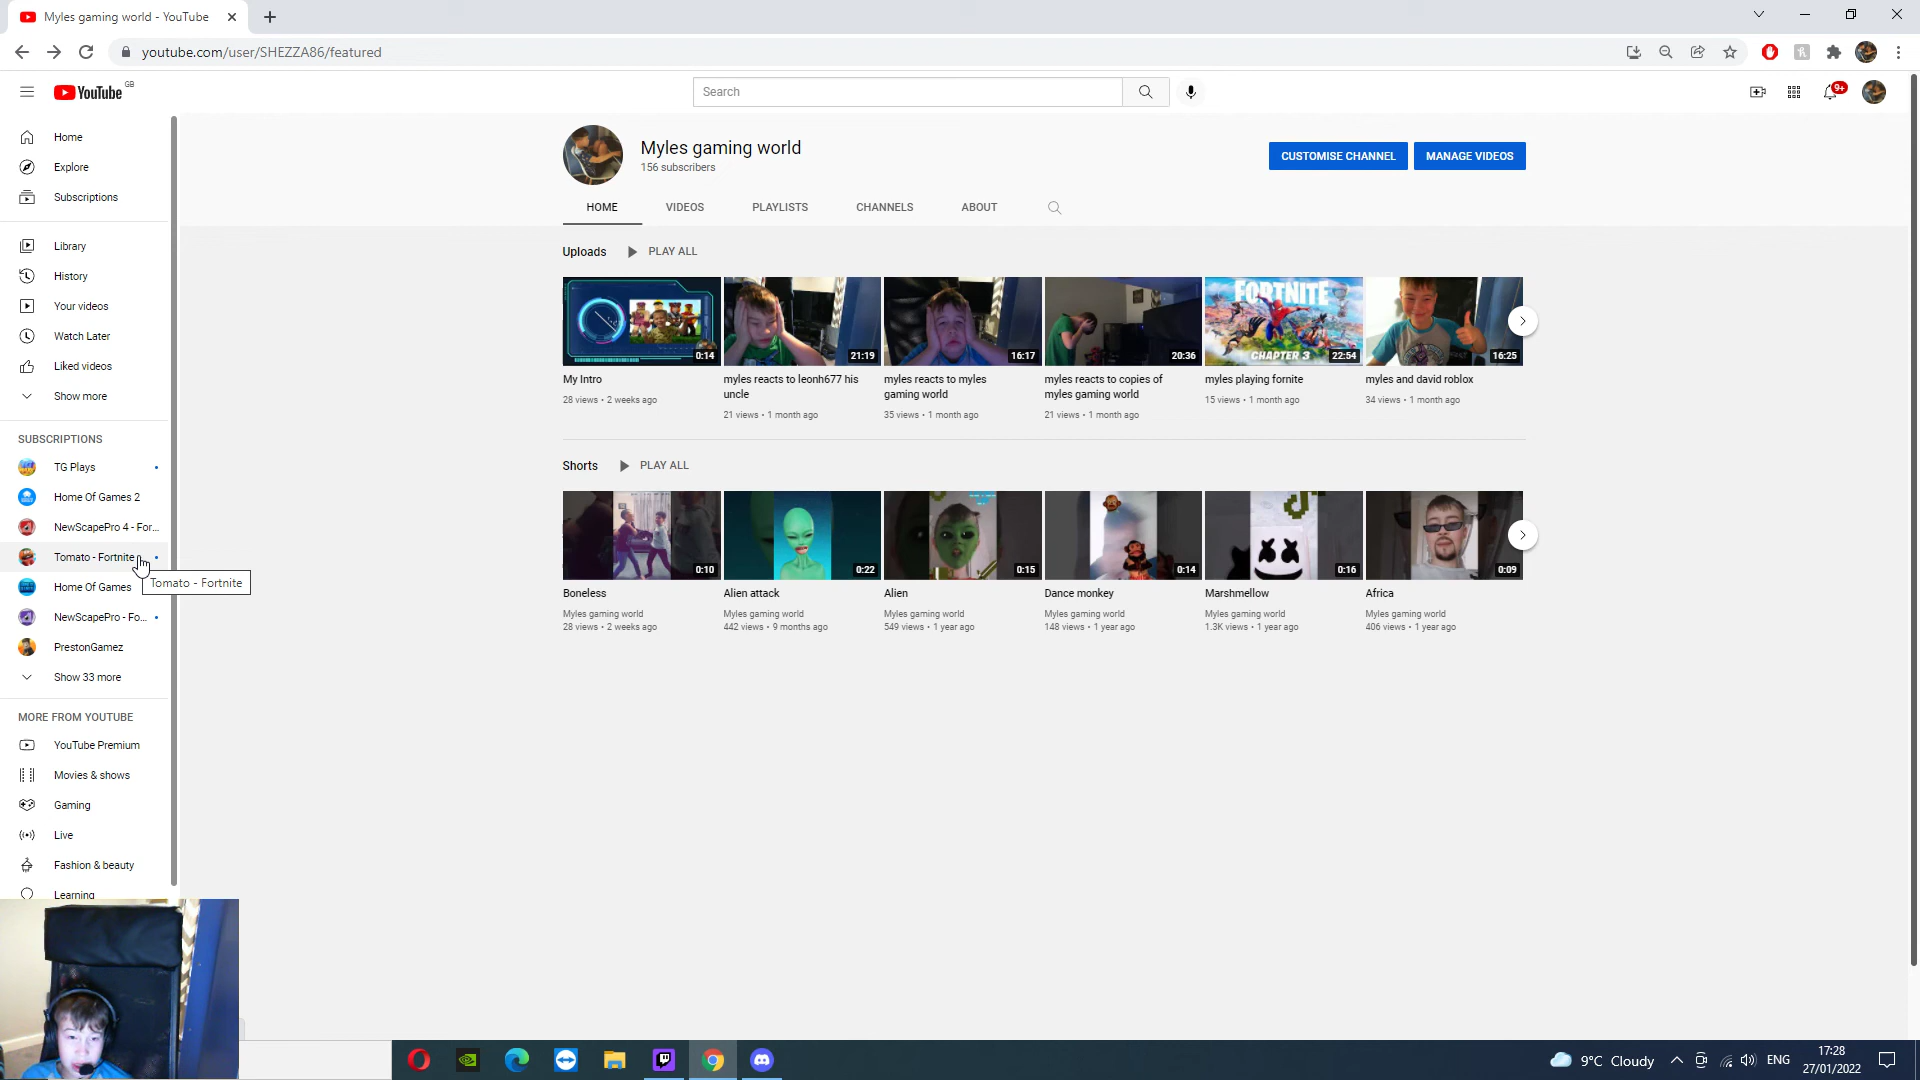 Myles gaming world - YouTube
youtube.com/user/SHEZZA86/featured
YouTube GB
Search
9+
Home
Explore
Subscriptions
Library
History
Your videos
Watch Later
Liked videos
Show more
SUBSCRIPTIONS
TG Plays
Home Of Games 2
NewScapePro 4 - For...
Tomato - Fortnite
Tomato - Fortnite
Home Of Games
NewScapePro - Fo...
PrestonGamez
Show 33 more
MORE FROM YOUTUBE
YouTube Premium
Movies & shows
Gaming
Live
Fashion & beauty
Learning
Myles gaming world
156 subscribers
CUSTOMISE CHANNEL
MANAGE VIDEOS
HOME VIDEOS PLAYLISTS CHANNELS ABOUT
Uploads PLAY ALL
0:14
My Intro
28 views • 2 weeks ago
21:19
myles reacts to leonh677 his
uncle
21 views • 1 month ago
16:17
myles reacts to myles
gaming world
35 views • 1 month ago
20:36
myles reacts to copies of
myles gaming world
21 views • 1 month ago
FORTNITE
CHAPTER 3
22:54
myles playing fornite
15 views • 1 month ago
16:25
myles and david roblox
34 views • 1 month ago
Shorts PLAY ALL
0:10
Boneless
Myles gaming world
28 views • 2 weeks ago
0:22
Alien attack
Myles gaming world
442 views • 9 months ago
0:15
Alien
Myles gaming world
549 views • 1 year ago
0:14
Dance monkey
Myles gaming world
148 views • 1 year ago
0:16
Marshmellow
Myles gaming world
1.3K views • 1 year ago
0:09
Africa
Myles gaming world
406 views • 1 year ago
9°C Cloudy
ENG
17:28
27/01/2022